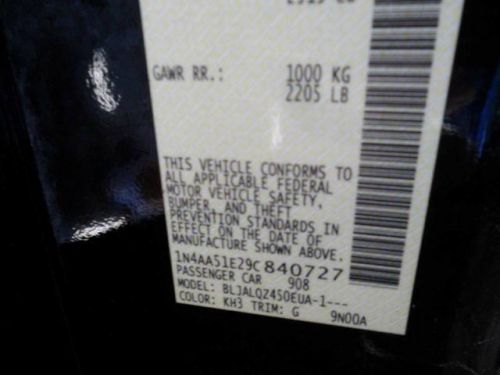 GAWR RR.: 1000 KG
2205 LB
THIS VEHICLE CONFORMS TO
ALL APPLICABLE FEDERAL
MOTOR VEHICLE SAFETY,
BUMPER, AND THEFT
PREVENTION STANDARDS IN
EFFECT ON THE DATE OF
MANUFACTURE SHOWN ABOVE.
1N4AA51E29C840727
PASSENGER CAR 908
MODEL: BLJALQZ450EUA-1---
COLOR: KH3 TRIM: G 9N00A